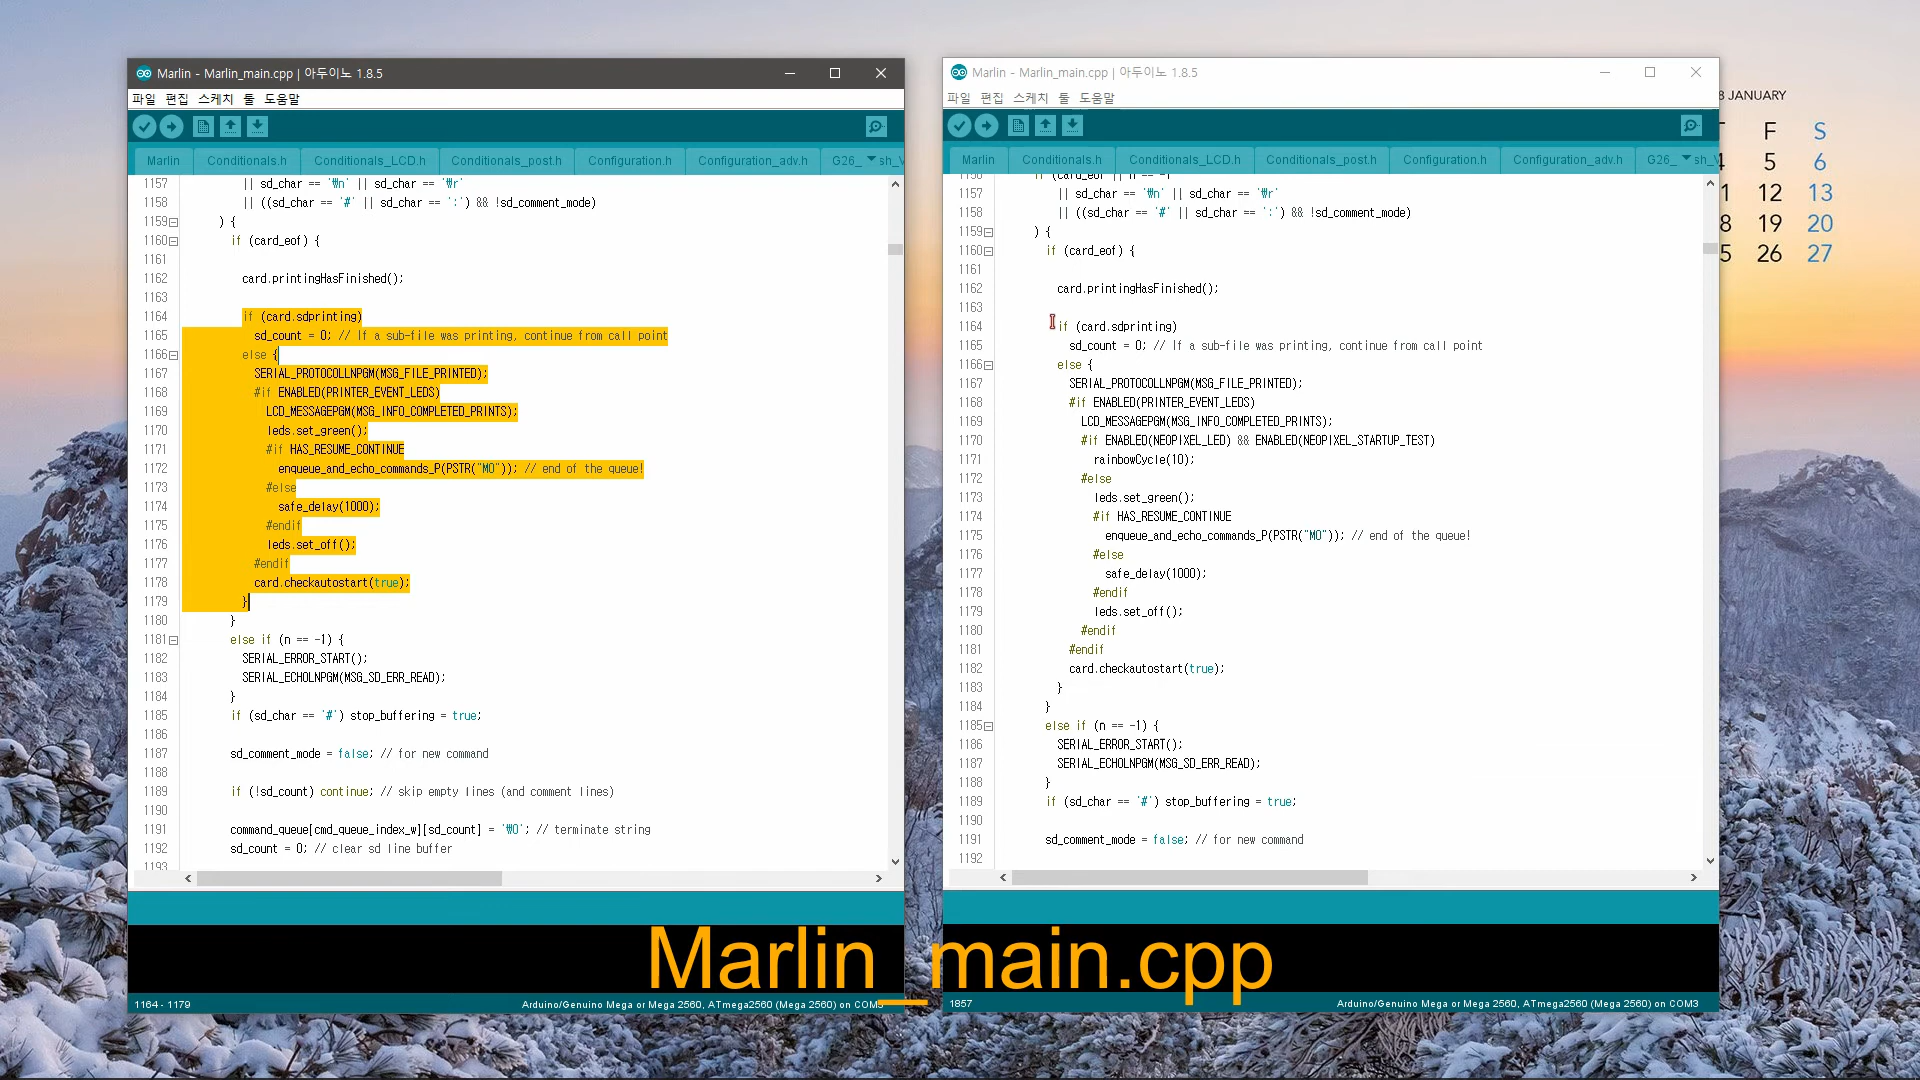 Marlin - Marlin_main.cpp | 아두이노 1.8.5
파일 편집 스케치 툴 도움말
Marlin Conditionals.h Conditionals_LCD.h Conditionals_post.h Configuration.h Configuration_adv.h G26_ sh_V
1157 || sd_char == '₩n' || sd_char == '₩r'
1158 || ((sd_char == '#' || sd_char == ':') && !sd_comment_mode)
1159 ) {
1160 if (card_eof) {
1161
1162 card.printingHasFinished();
1163
1164 if (card.sdprinting)
1165 sd_count = 0; // If a sub-file was printing, continue from call point
1166 else {
1167 SERIAL_PROTOCOLLNPGM(MSG_FILE_PRINTED);
1168 #if ENABLED(PRINTER_EVENT_LEDS)
1169 LCD_MESSAGEPGM(MSG_INFO_COMPLETED_PRINTS);
1170 leds.set_green();
1171 #if HAS_RESUME_CONTINUE
1172 enqueue_and_echo_commands_P(PSTR("M0")); // end of the queue!
1173 #else
1174 safe_delay(1000);
1175 #endif
1176 leds.set_off();
1177 #endif
1178 card.checkautostart(true);
1179 }
1180 }
1181 else if (n == -1) {
1182 SERIAL_ERROR_START();
1183 SERIAL_ECHOLNPGM(MSG_SD_ERR_READ);
1184 }
1185 if (sd_char == '#') stop_buffering = true;
1186
1187 sd_comment_mode = false; // for new command
1188
1189 if (!sd_count) continue; // skip empty lines (and comment lines)
1190
1191 command_queue[cmd_queue_index_w][sd_count] = '₩0'; // terminate string
1192 sd_count = 0; // clear sd line buffer
1193
1164 - 1179 Arduino/Genuino Mega or Mega 2560, ATmega2560 (Mega 2560) on COM3
Marlin - Marlin_main.cpp | 아두이노 1.8.5
파일 편집 스케치 툴 도움말
Marlin Conditionals.h Conditionals_LCD.h Conditionals_post.h Configuration.h Configuration_adv.h G26_ sh_V
1156 if (card_eof || n == -1
1157 || sd_char == '₩n' || sd_char == '₩r'
1158 || ((sd_char == '#' || sd_char == ':') && !sd_comment_mode)
1159 ) {
1160 if (card_eof) {
1161
1162 card.printingHasFinished();
1163
1164 if (card.sdprinting)
1165 sd_count = 0; // If a sub-file was printing, continue from call point
1166 else {
1167 SERIAL_PROTOCOLLNPGM(MSG_FILE_PRINTED);
1168 #if ENABLED(PRINTER_EVENT_LEDS)
1169 LCD_MESSAGEPGM(MSG_INFO_COMPLETED_PRINTS);
1170 #if ENABLED(NEOPIXEL_LED) && ENABLED(NEOPIXEL_STARTUP_TEST)
1171 rainbowCycle(10);
1172 #else
1173 leds.set_green();
1174 #if HAS_RESUME_CONTINUE
1175 enqueue_and_echo_commands_P(PSTR("M0")); // end of the queue!
1176 #else
1177 safe_delay(1000);
1178 #endif
1179 leds.set_off();
1180 #endif
1181 #endif
1182 card.checkautostart(true);
1183 }
1184 }
1185 else if (n == -1) {
1186 SERIAL_ERROR_START();
1187 SERIAL_ECHOLNPGM(MSG_SD_ERR_READ);
1188 }
1189 if (sd_char == '#') stop_buffering = true;
1190
1191 sd_comment_mode = false; // for new command
1192
1857 Arduino/Genuino Mega or Mega 2560, ATmega2560 (Mega 2560) on COM3
8 JANUARY
T F S
4 5 6
1 12 13
8 19 20
5 26 27
Marlin_main.cpp